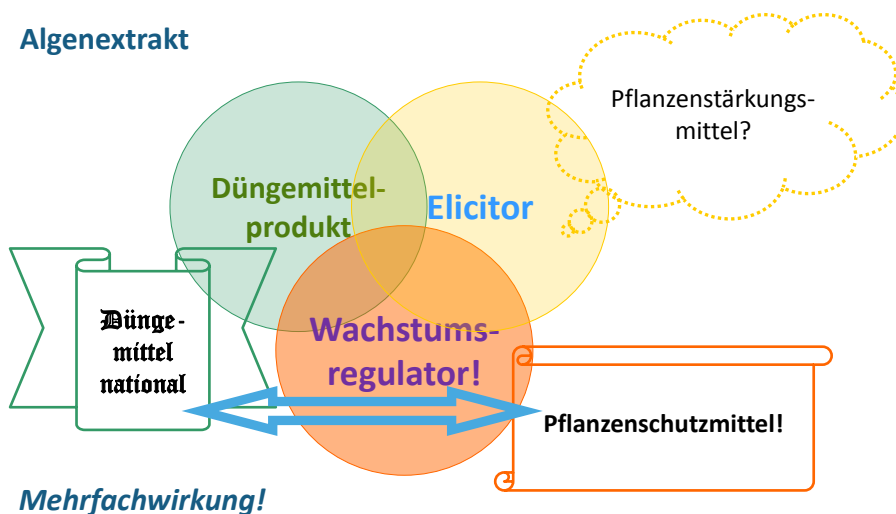 Algenextrakt
Pflanzenstärkungs-
mittel?
Düngemittel-
produkt
Elicitor
Dünge-
mittel
national
Wachstums-
regulator!
Pflanzenschutzmittel!
Mehrfachwirkung!